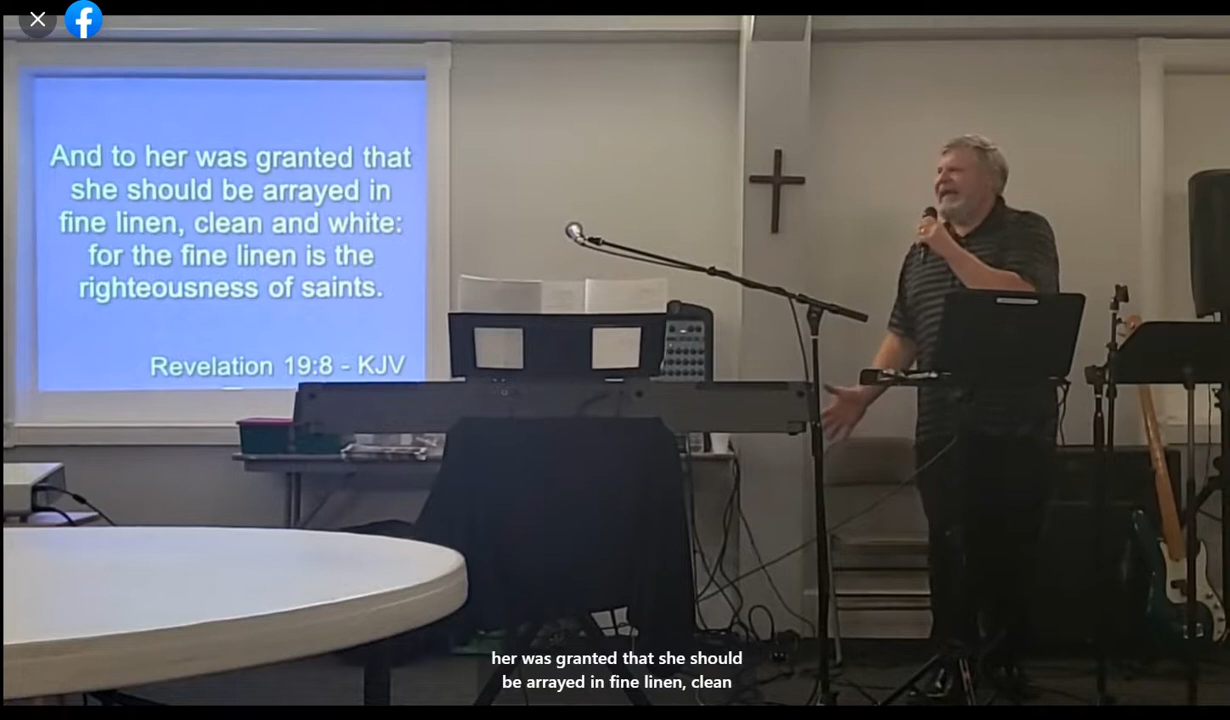 And to her was granted that
she should be arrayed in
fine linen, clean and white:
for the fine linen is the
righteousness of saints.
Revelation 19:8 - KJV
her was granted that she should
be arrayed in fine linen, clean